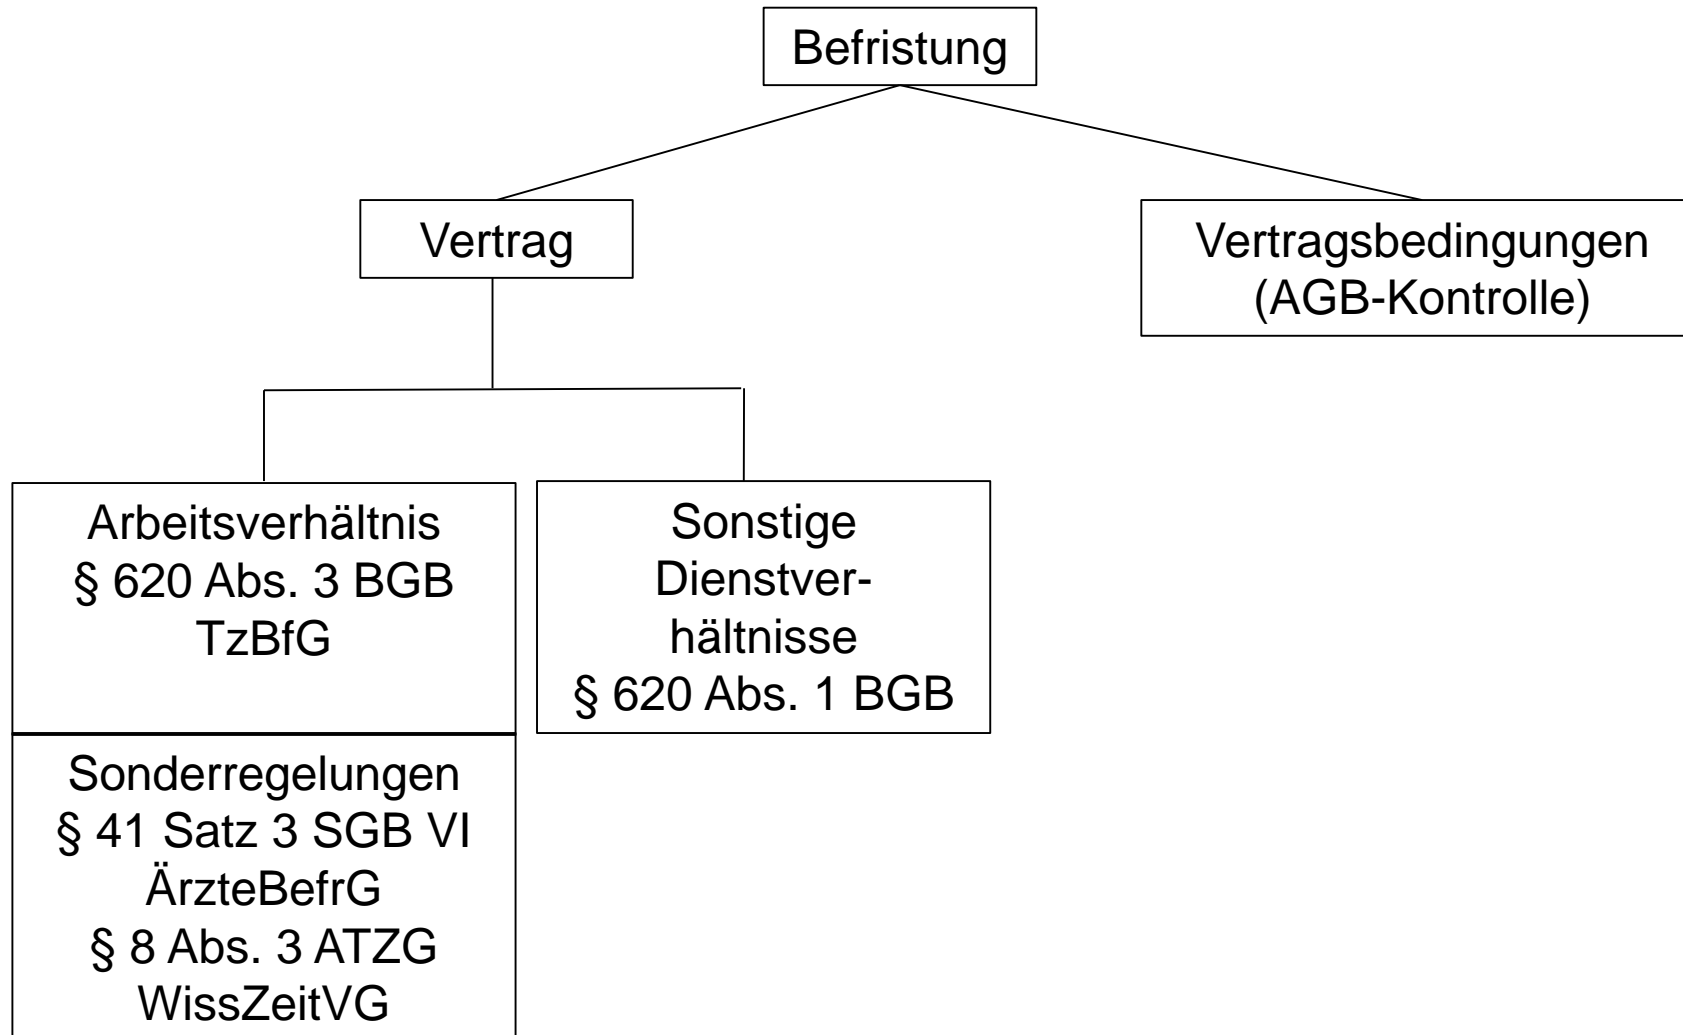 Befristung
Vertrag
Vertragsbedingungen
(AGB-Kontrolle)
Arbeitsverhältnis
§ 620 Abs. 3 BGB
TzBfG
Sonstige
Dienstver-
hältnisse
§ 620 Abs. 1 BGB
Sonderregelungen
§ 41 Satz 3 SGB VI
ÄrzteBefrG
§ 8 Abs. 3 ATZG
WissZeitVG